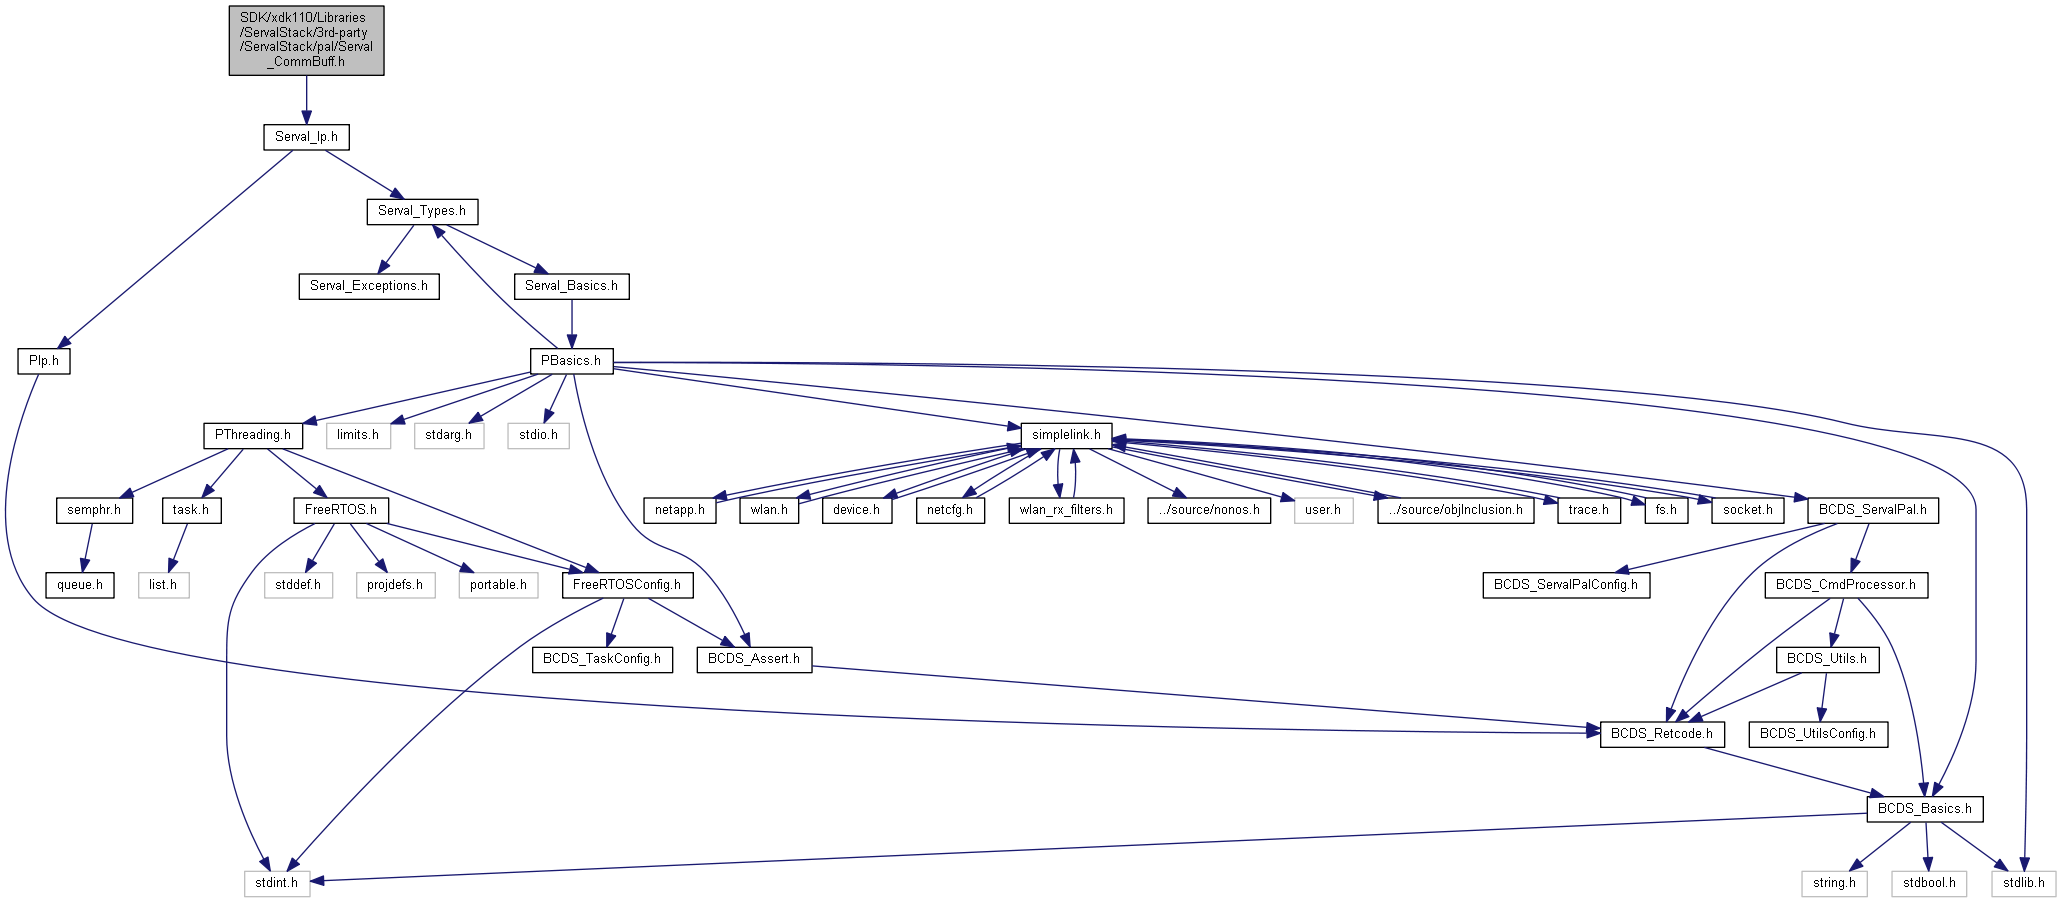 SDK/xdk110/Libraries
/ServalStack/3rd-party
/ServalStack/pal/Serval
_CommBuff.h
Serval_Ip.h
Serval_Types.h
Serval_Exceptions.h
Serval_Basics.h
PIp.h
PBasics.h
PThreading.h
limits.h
stdarg.h
stdio.h
simplelink.h
semphr.h
task.h
FreeRTOS.h
netapp.h
wlan.h
device.h
netcfg.h
wlan_rx_filters.h
../source/nonos.h
user.h
../source/objInclusion.h
trace.h
fs.h
socket.h
BCDS_ServalPal.h
queue.h
list.h
stddef.h
projdefs.h
portable.h
FreeRTOSConfig.h
BCDS_ServalPalConfig.h
BCDS_CmdProcessor.h
BCDS_TaskConfig.h
BCDS_Assert.h
BCDS_Utils.h
BCDS_Retcode.h
BCDS_UtilsConfig.h
BCDS_Basics.h
stdint.h
string.h
stdbool.h
stdlib.h